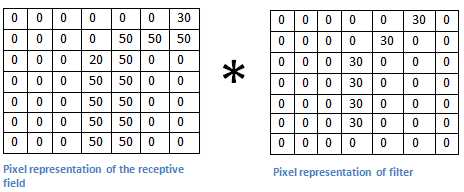 0 0 0 0 0 0 30
0 0 0 0 50 50 50
0 0 0 20 50 0 0
0 0 0 50 50 0 0
0 0 0 50 50 0 0
0 0 0 50 50 0 0
0 0 0 50 50 0 0
*
0 0 0 0 0 30 0
0 0 0 0 30 0 0
0 0 0 30 0 0 0
0 0 0 30 0 0 0
0 0 0 30 0 0 0
0 0 0 30 0 0 0
0 0 0 0 0 0 0
Pixel representation of the receptive
field
Pixel representation of filter